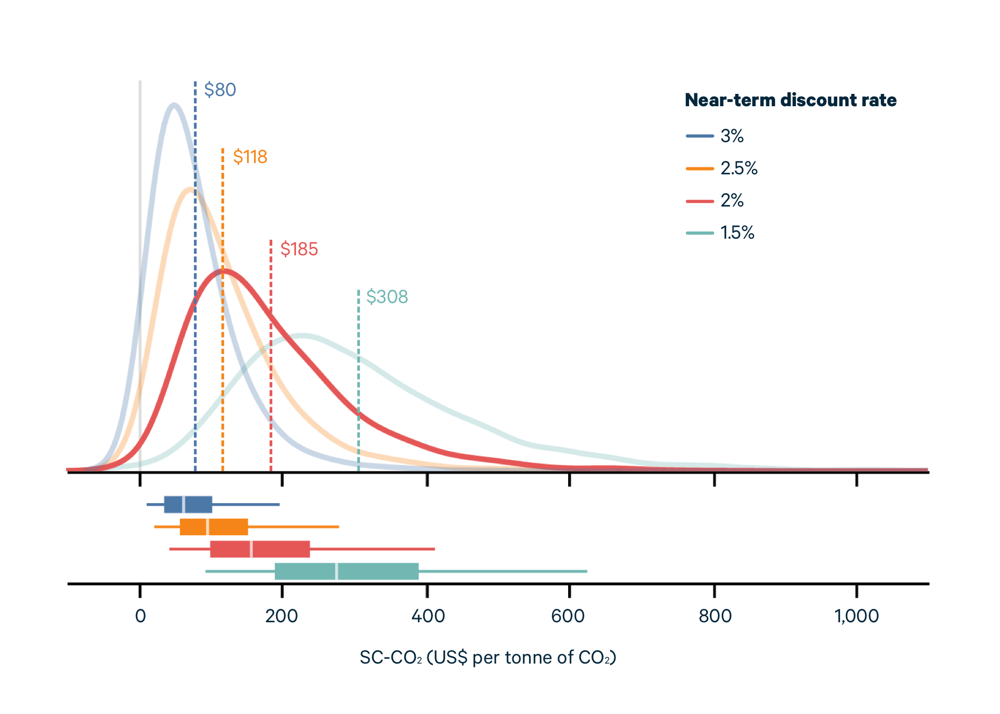 $80
Near-term discount rate
3%
$118
2.5%
2%
1.5%
$185
$308
0 200 400 600 800 1,000
SC-CO₂ (US$ per tonne of CO₂)